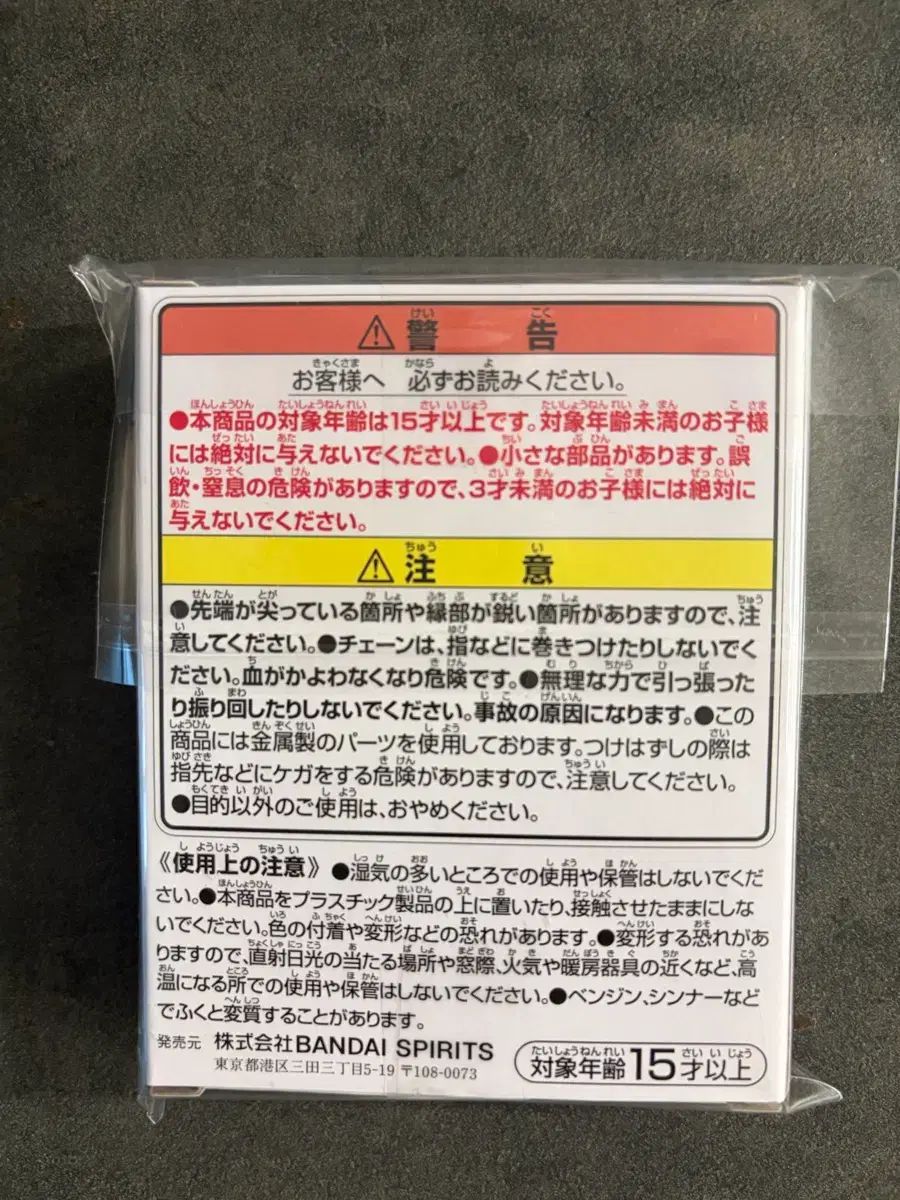 ⚠警告
お客様へ 必ずお読みください。
●本商品の対象年齢は15才以上です。対象年齢未満のお子様
には絶対に与えないでください。●小さな部品があります。誤
飲・窒息の危険がありますので、3才未満のお子様には絶対に
与えないでください。
⚠注意
●先端が尖っている箇所や縁部が鋭い箇所がありますので、注
意してください。●チェーンは、指などに巻きつけたりしないでく
ださい。血がかよわなくなり危険です。●無理な力で引っ張った
り振り回したりしないでください。事故の原因になります。●この
商品には金属製のパーツを使用しております。つけはずしの際は
指先などにケガをする危険がありますので、注意してください。
●目的以外のご使用は、おやめください。
《使用上の注意》●湿気の多いところでの使用や保管はしないでくだ
さい。●本商品をプラスチック製品の上に置いたり、接触させたままにしな
いでください。色の付着や変形などの恐れがあります。●変形する恐れがあ
りますので、直射日光の当たる場所や窓際、火気や暖房器具の近くなど、高
温になる所での使用や保管はしないでください。●ベンジン、シンナーなど
でふくと変質することがあります。
発売元 株式会社BANDAI SPIRITS
東京都港区三田三丁目5-19 〒108-0073
対象年齢15才以上